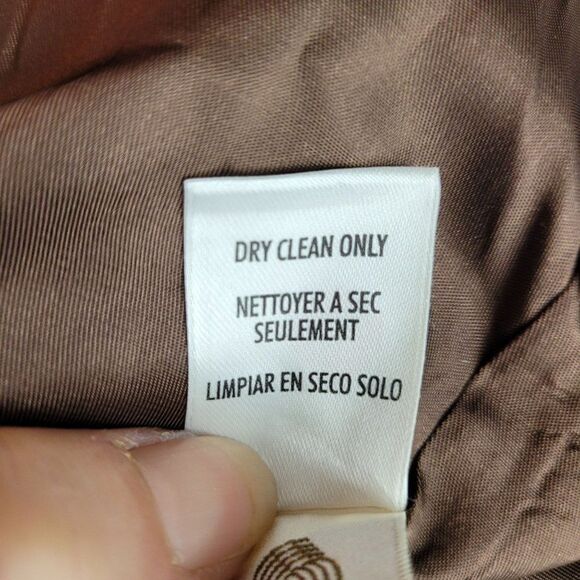 DRY CLEAN ONLY
NETTOYER A SEC
SEULEMENT
LIMPIAR EN SECO SOLO